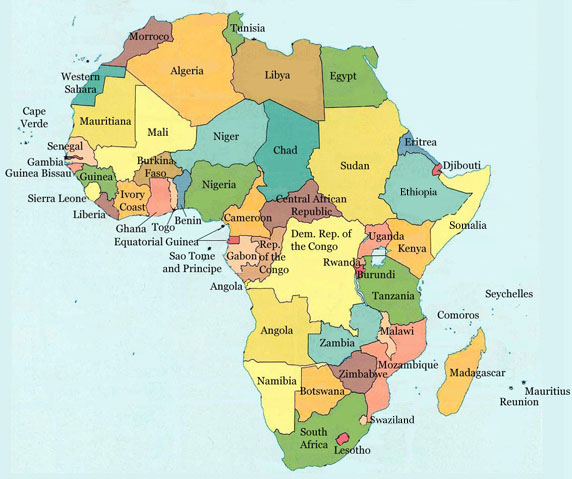 Tunisia
Morroco
Algeria
Libya
Egypt
Western
Sahara
Cape
Verde
Mauritiana
Mali
Niger
Chad
Sudan
Eritrea
Djibouti
Senegal
Gambia
Guinea Bissau
Guinea
Burkina
Faso
Nigeria
Ethiopia
Sierra Leone
Ivory
Coast
Liberia
Ghana
Togo
Benin
Cameroon
Central African
Republic
Somalia
Equatorial Guinea
Sao Tome
and Principe
Gabon
Rep.
of the
Congo
Dem. Rep. of
the Congo
Uganda
Kenya
Rwanda
Burundi
Tanzania
Angola
Seychelles
Comoros
Angola
Zambia
Malawi
Mozambique
Madagascar
Mauritius
Reunion
Namibia
Zimbabwe
Botswana
Swaziland
South
Africa
Lesotho